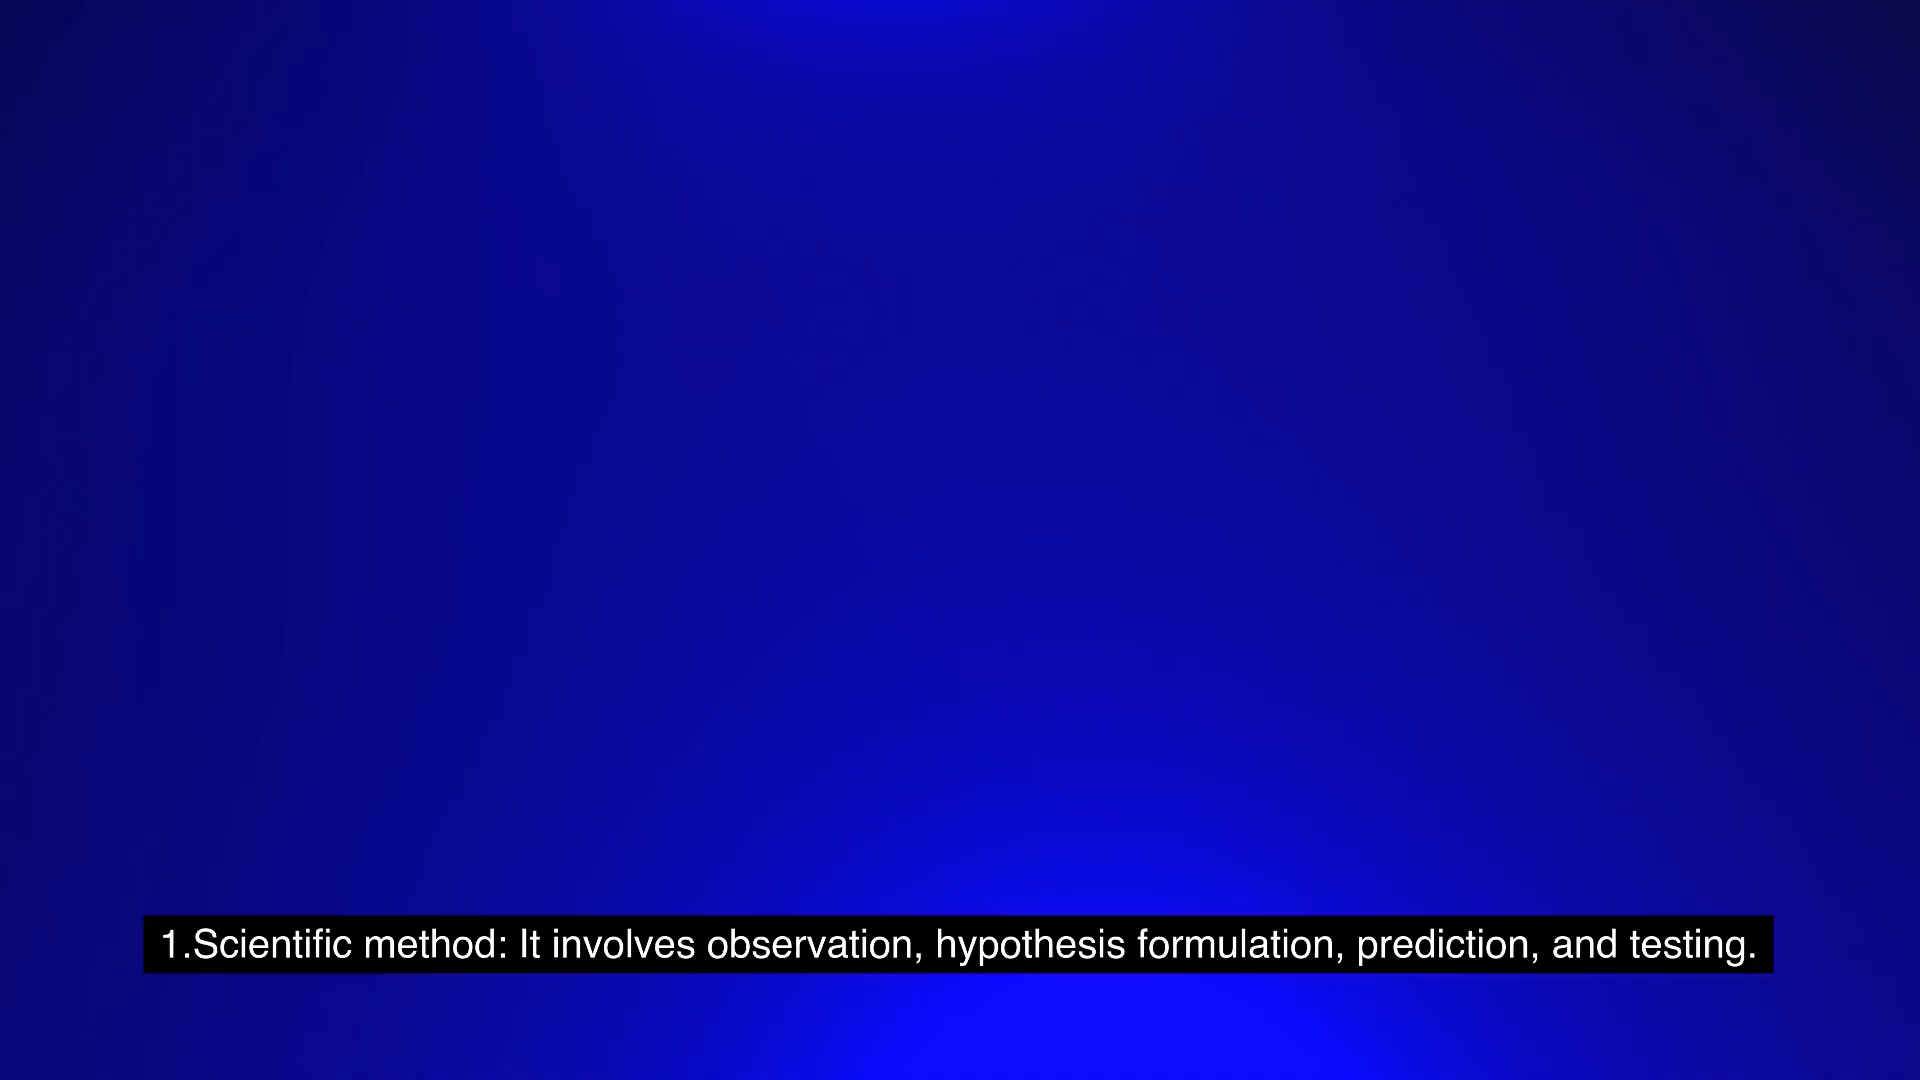 1.Scientific method: It involves observation, hypothesis formulation, prediction, and testing.